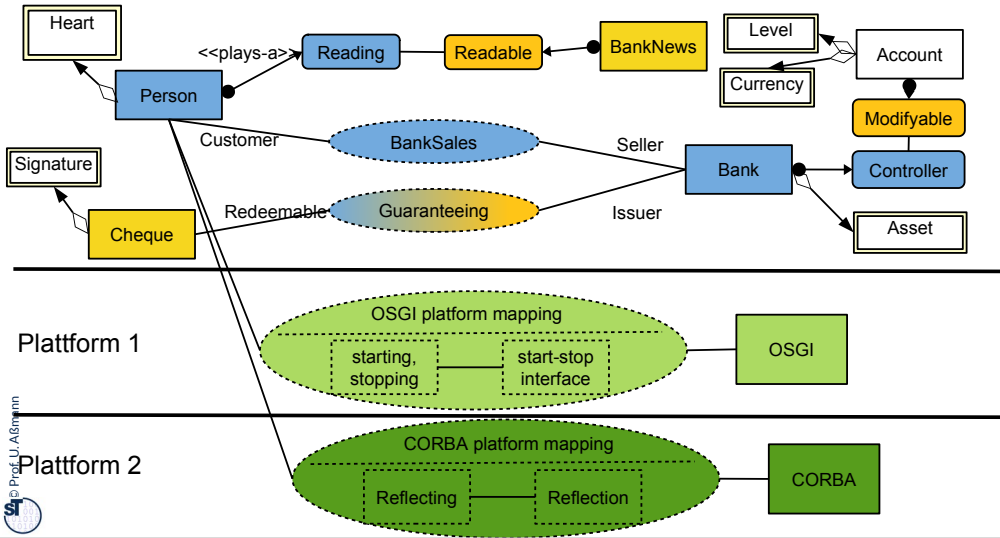 Heart
Level
<<plays-a>>
Reading
Readable
BankNews
Account
Currency
Person
Modifyable
Customer
BankSales
Seller
Signature
Bank
Controller
Redeemable
Guaranteeing
Issuer
Cheque
Asset
OSGI platform mapping
Plattform 1
starting,
stopping
start-stop
interface
OSGI
CORBA platform mapping
Plattform 2
Reflecting
Reflection
CORBA
© Prof. U. Aßmann
ST